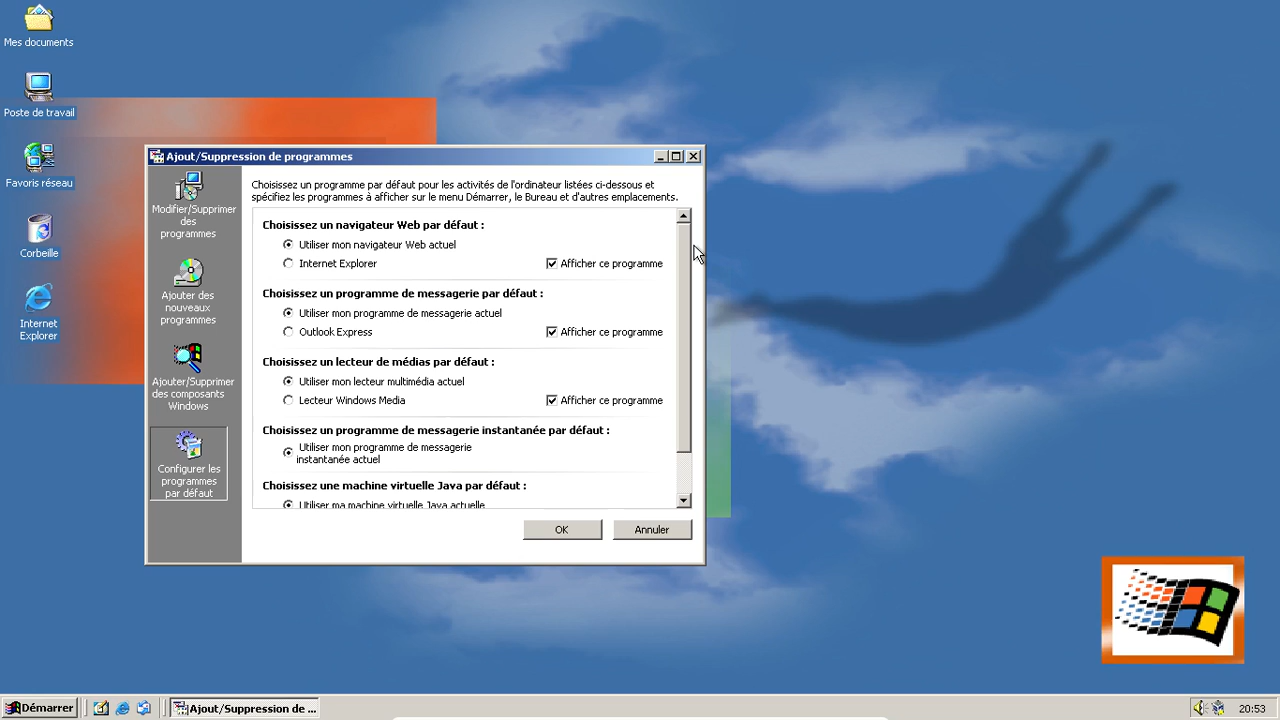 Mes documents
Poste de travail
Favoris réseau
Corbeille
Internet
Explorer
Ajout/Suppression de programmes
Modifier/Supprimer
des
programmes
Ajouter des
nouveaux
programmes
Ajouter/Supprimer
des composants
Windows
Configurer les
programmes
par défaut
Choisissez un programme par défaut pour les activités de l'ordinateur listées ci-dessous et
spécifiez les programmes à afficher sur le menu Démarrer, le Bureau et d'autres emplacements.
Choisissez un navigateur Web par défaut :
Utiliser mon navigateur Web actuel
Internet Explorer Afficher ce programme
Choisissez un programme de messagerie par défaut :
Utiliser mon programme de messagerie actuel
Outlook Express Afficher ce programme
Choisissez un lecteur de médias par défaut :
Utiliser mon lecteur multimédia actuel
Lecteur Windows Media Afficher ce programme
Choisissez un programme de messagerie instantanée par défaut :
Utiliser mon programme de messagerie
instantanée actuel
Choisissez une machine virtuelle Java par défaut :
Utiliser ma machine virtuelle Java actuelle
OK Annuler
Démarrer Ajout/Suppression de ... 20:53